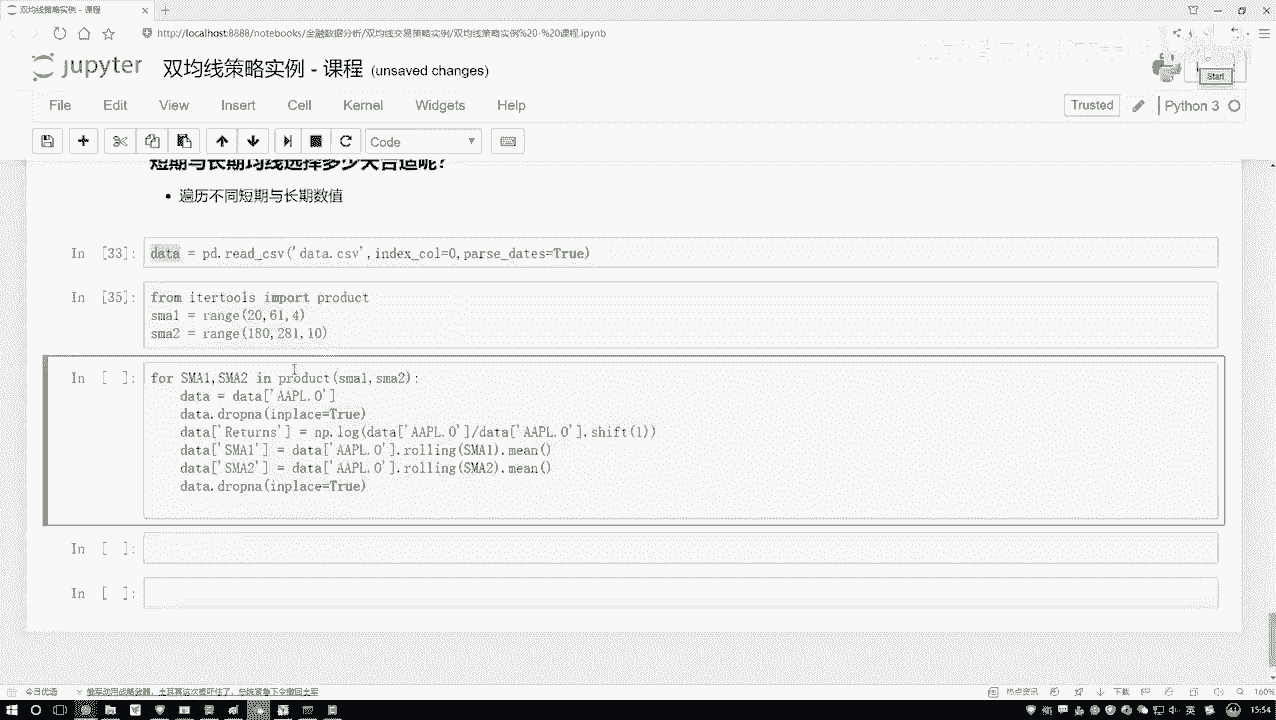 双均线策略实例 - 课程
http://localhost:8888/notebooks/金融数据分析/双均线交易策略实例/双均线策略实例%20-%20课程.ipynb
jupyter 双均线策略实例 - 课程 (unsaved changes)
Start
File Edit View Insert Cell Kernel Widgets Help
Trusted
Python 3
Code
短期与长期均线选择多少天合适呢?
遍历不同短期与长期数值
In [33]: data = pd.read_csv('data.csv',index_col=0,parse_dates=True)
In [35]: from itertools import product
sma1 = range(20,61,4)
sma2 = range(180,281,10)
In [ ]: for SMA1,SMA2 in product(sma1,sma2):
data = data['AAPL.O']
data.dropna(inplace=True)
data['Returns'] = np.log(data['AAPL.O']/data['AAPL.O'].shift(1))
data['SMA1'] = data['AAPL.O'].rolling(SMA1).mean()
data['SMA2'] = data['AAPL.O'].rolling(SMA2).mean()
data.dropna(inplace=True)
In [ ]:
In [ ]:
今日优选
热点资讯
下载
160%
15:54